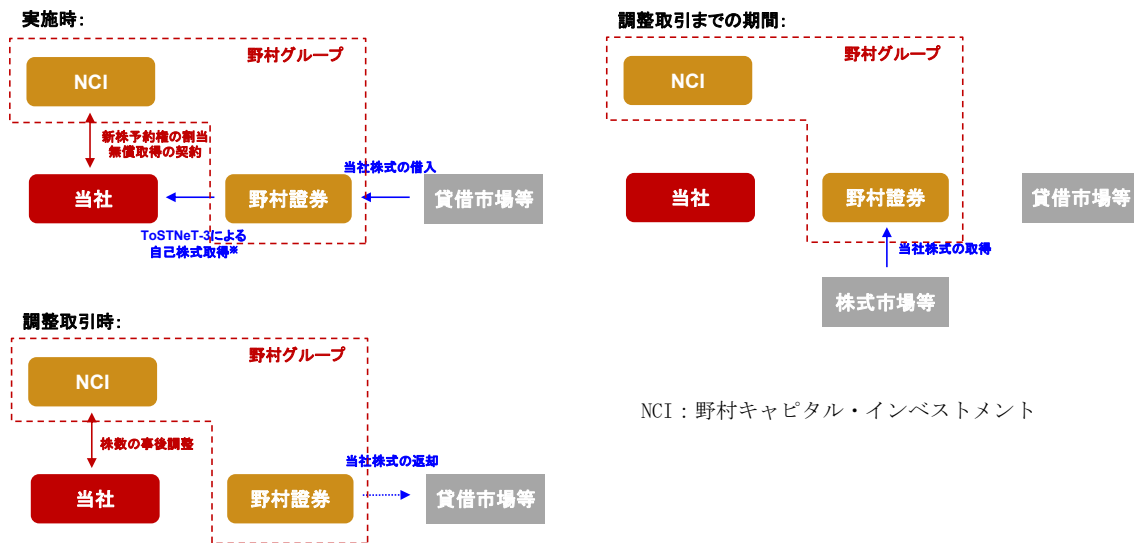 実施時：
野村グループ
NCI
新株予約権の割当
無償取得の契約
当社株式の借入
当社
野村證券
貸借市場等
ToSTNeT-3による
自己株式取得※
調整取引までの期間：
野村グループ
NCI
当社
野村證券
貸借市場等
当社株式の取得
株式市場等
調整取引時：
野村グループ
NCI
株数の事後調整
当社株式の返却
当社
野村證券
貸借市場等
NCI：野村キャピタル・インベストメント